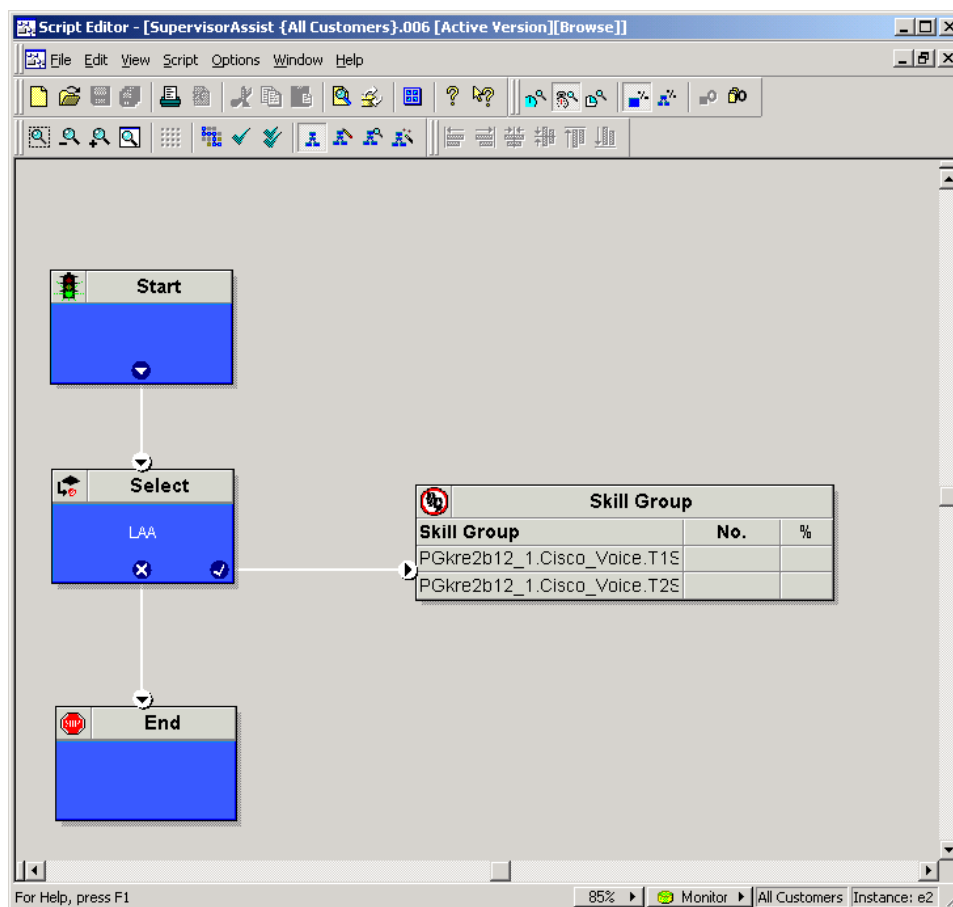 Script Editor - [SupervisorAssist {All Customers}.006 [Active Version][Browse]]
File Edit View Script Options Window Help
Start
Select
LAA
Skill Group
Skill Group No. %
PGkre2b12_1.Cisco_Voice.T1S
PGkre2b12_1.Cisco_Voice.T2S
End
For Help, press F1
85% Monitor All Customers Instance: e2